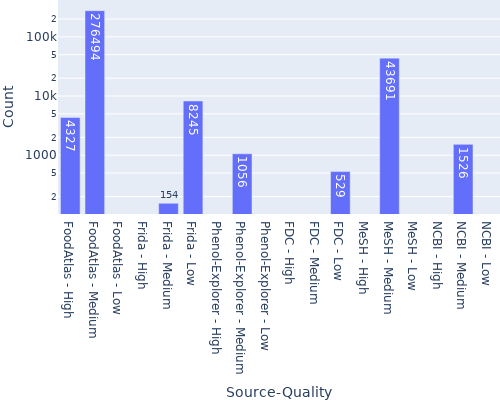 2
100k
5
2
10k
5
2
1000
5
2
Count
4327
276494
154
8245
1056
529
43691
1526
FoodAtlas - High
FoodAtlas - Medium
FoodAtlas - Low
Frida - High
Frida - Medium
Frida - Low
Phenol-Explorer - High
Phenol-Explorer - Medium
Phenol-Explorer - Low
FDC - High
FDC - Medium
FDC - Low
MeSH - High
MeSH - Medium
MeSH - Low
NCBI - High
NCBI - Medium
NCBI - Low
Source-Quality